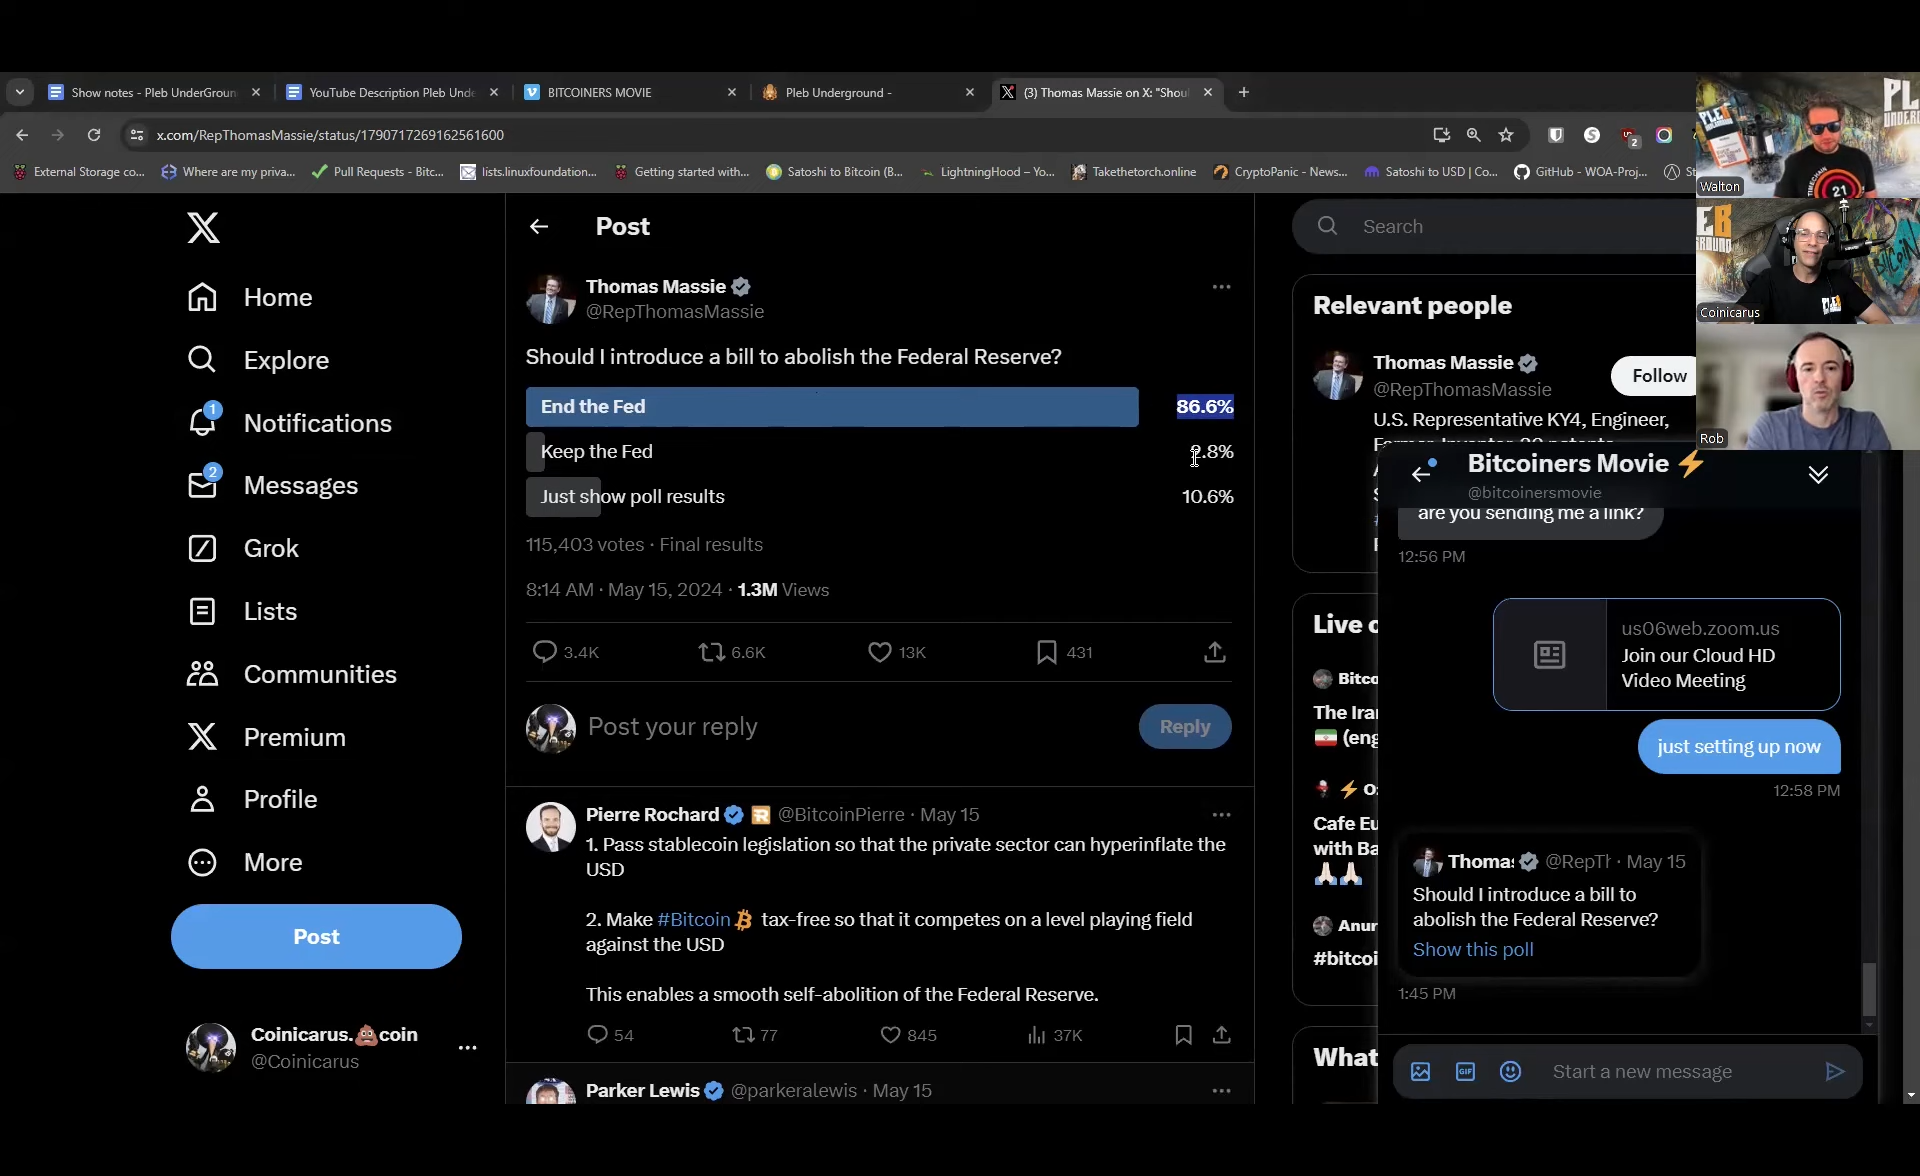 Show notes - Pleb UnderGroun
YouTube Description Pleb Unde
BITCOINERS MOVIE
Pleb Underground -
(3) Thomas Massie on X: "Shou
x.com/RepThomasMassie/status/1790717269162561600
External Storage co...
Where are my priva...
Pull Requests - Bitc...
lists.linuxfoundation...
Getting started with...
Satoshi to Bitcoin (B...
LightningHood – Yo...
Takethetorch.online
CryptoPanic - News...
Satoshi to USD | Co...
GitHub - WOA-Proj...
St
Walton
Coinicarus
Rob
TIMECHAIN
21
Home
Explore
1
Notifications
2
Messages
Grok
Lists
Communities
Premium
Profile
More
Post
Coinicarus.💩coin
@Coinicarus
Post
Thomas Massie
@RepThomasMassie
Should I introduce a bill to abolish the Federal Reserve?
End the Fed 86.6%
Keep the Fed 2.8%
Just show poll results 10.6%
115,403 votes · Final results
8:14 AM · May 15, 2024 · 1.3M Views
3.4K 6.6K 13K 431
Post your reply
Reply
Pierre Rochard @BitcoinPierre · May 15
1. Pass stablecoin legislation so that the private sector can hyperinflate the
USD
2. Make #Bitcoin tax-free so that it competes on a level playing field
against the USD
This enables a smooth self-abolition of the Federal Reserve.
54 77 845 37K
Parker Lewis @parkeralewis · May 15
Search
Relevant people
Thomas Massie
@RepThomasMassie
Follow
U.S. Representative KY4, Engineer,
Live o
Bitco
The Irar
(eng
Cafe Eu
with Ba
🙏🏻🙏🏻
Anur
#bitcoi
What
Bitcoiners Movie ⚡
@bitcoinersmovie
are you sending me a link?
12:56 PM
us06web.zoom.us
Join our Cloud HD
Video Meeting
just setting up now
12:58 PM
Thomas @RepTh · May 15
Should I introduce a bill to
abolish the Federal Reserve?
Show this poll
1:45 PM
GIF
Start a new message